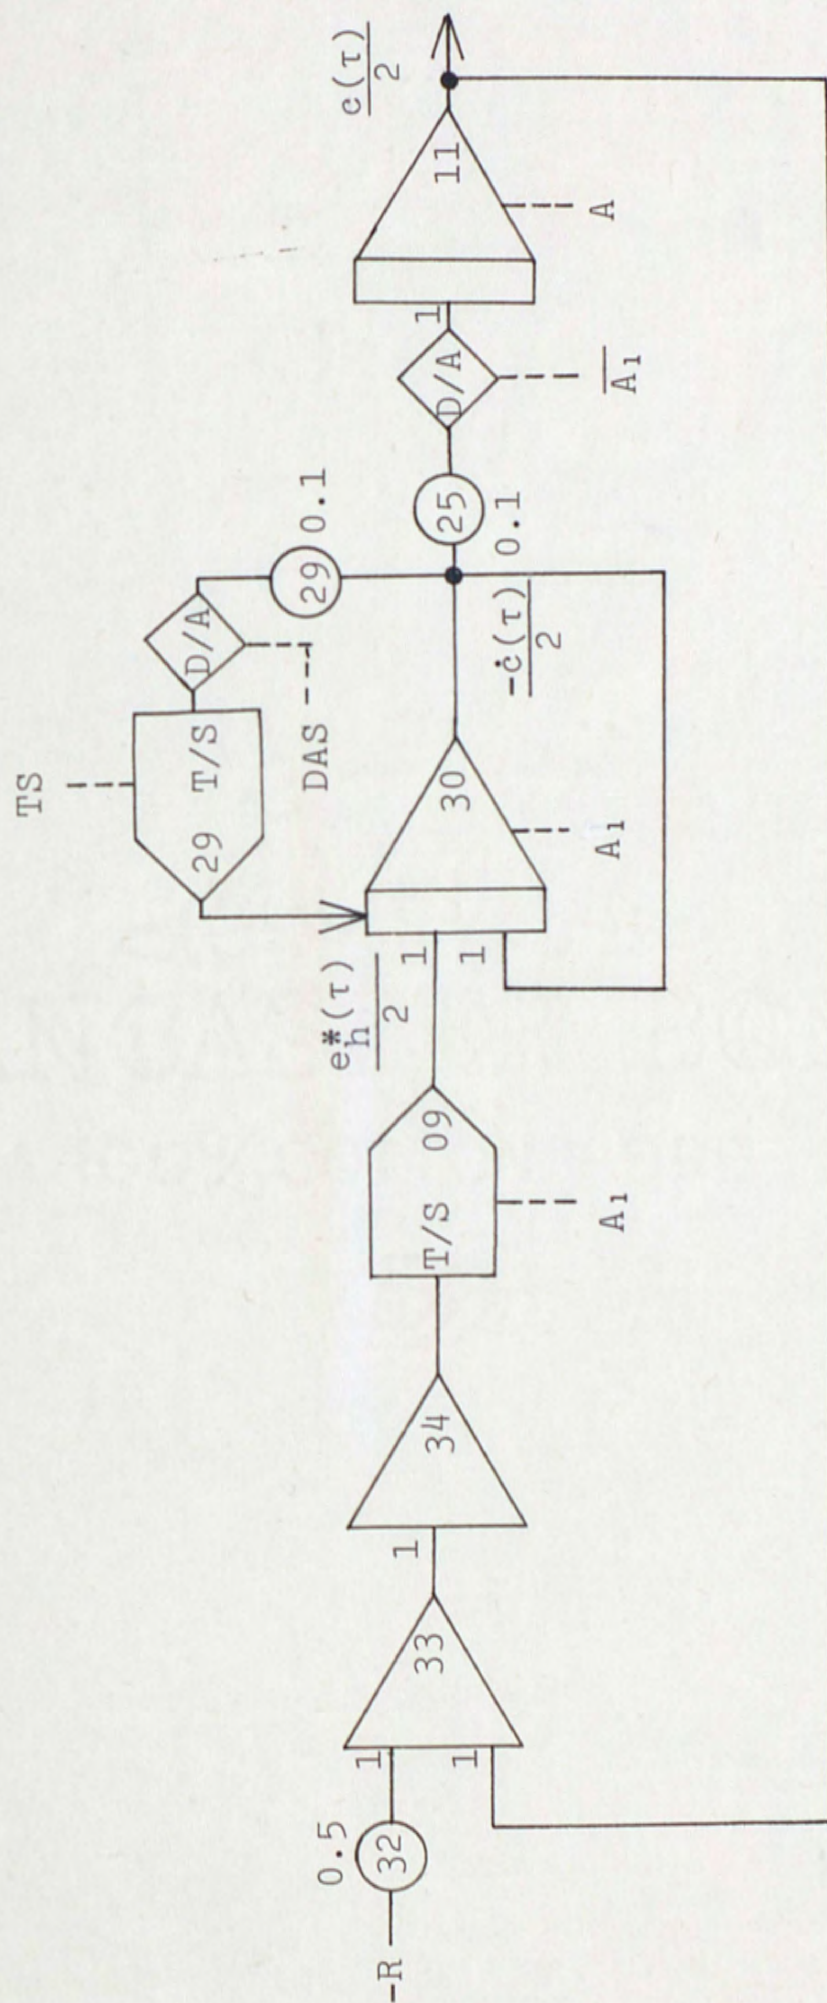 -R
0.5
32
1
1
33
1
34
T/S 09
A₁
e*h(τ)
2
1
1
30
A₁
TS
29 T/S
D/A
DAS
29
0.1
-ċ(τ)
2
25
0.1
D/A
A̅₁
1
11
A
c(τ)
2